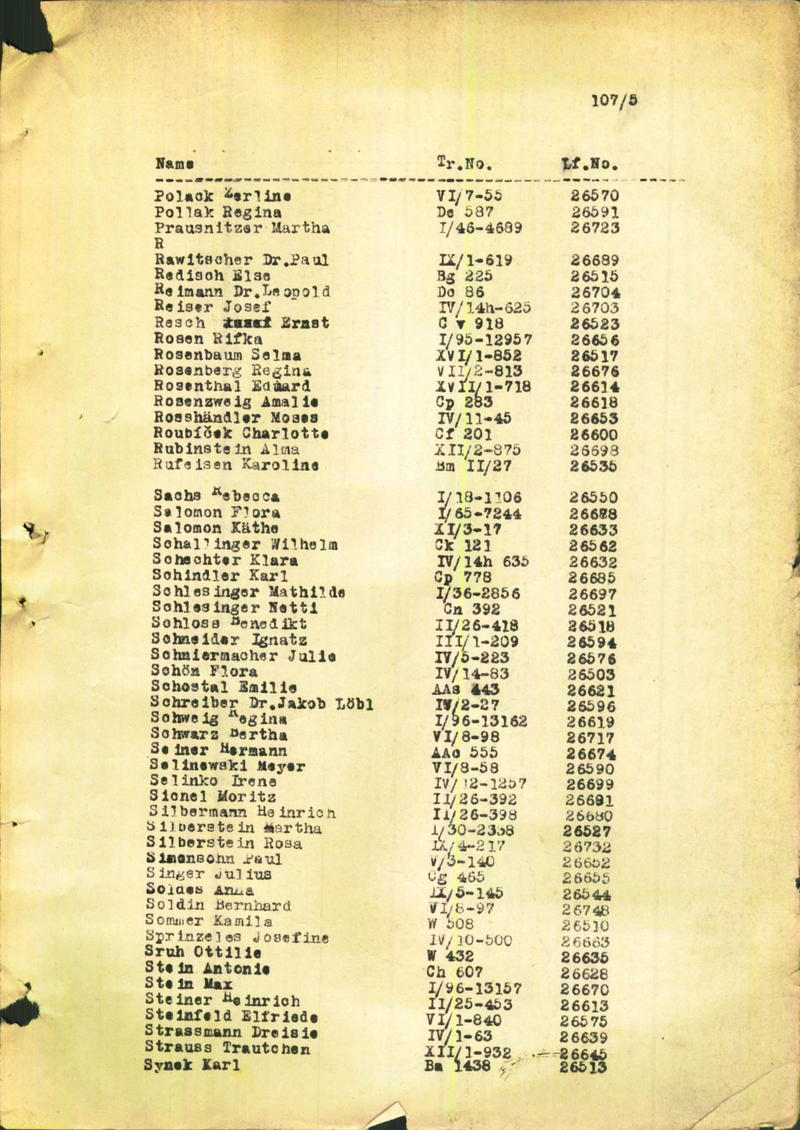 107/5
Name Tr.No. Lf.No.
Polack Zerline VI/7-55 26570
Pollak Regina De 587 26591
Prausnitzer Martha I/46-4689 26723
R
Rawitscher Dr.Paul IX/1-619 26689
Redisch Else Bg 225 26515
Reimann Dr.Leopold Do 86 26704
Reiser Josef IV/14h-625 26703
Resch Ernst C v 918 26523
Rosen Rifka I/95-12957 26656
Rosenbaum Selma XVI/1-852 26517
Rosenberg Regina VII/2-813 26676
Rosenthal Eduard XVII/1-718 26614
Rosenzweig Amalie Cp 283 26618
Rosshändler Moses IV/11-45 26653
Roubíček Charlotte Cf 201 26600
Rubinstein Alma XII/2-875 26698
Rufeisen Karoline Bm II/27 26535
Sachs Rebecca I/18-1106 26550
Salomon Flora I/65-7244
Salomon Käthe XI/3-17 26633
Schallinger Wilhelm Ck 121 26562
Schechter Klara IV/14h 635 26632
Schindler Karl Cp 778 26685
Schlesinger Mathilde I/36-2856 26697
Schlesinger Netti Cn 392 26521
Schloss Benedikt II/26-418 26518
Schneider Ignatz III/1-209 26594
Schniermacher Julie IV/5-223 26576
Schön Flora IV/14-83 26503
Schostal Emilie AAs 443 26621
Schreiber Dr.Jakob Löbl IV/2-27 26596
Schweig Regina I/96-13162 26619
Schwarz Bertha VI/8-98 26717
Seiner Hermann AAo 555 26674
Selinowski Meyer VI/8-58 26590
Selinko Irene IV/12-1257 26699
Sionel Moritz II/26-392 26691
Silbermann Heinrich II/26-398 26680
Silberstein Martha I/30-2358 26527
Silberstein Rosa IX/4-217 26732
Simonsohn Paul V/3-140 26652
Singer Julius Cg 465 26655
Soldes Anna IX/5-145 26544
Soldin Bernhard VI/8-97 26748
Sommer Kamila W 508 26510
Sprinzeles Josefine IV/10-500 26663
Sruh Ottilie W 432 26635
Stein Antonie Ch 607 26628
Stein Max I/96-13157 26670
Steiner Heinrich II/25-453 26613
Steinfeld Elfriede VI/1-840 26575
Strassmann Dreisie IV/1-63 26639
Strauss Trautchen XII/1-932 26645
Synek Karl Ba 1438 26513